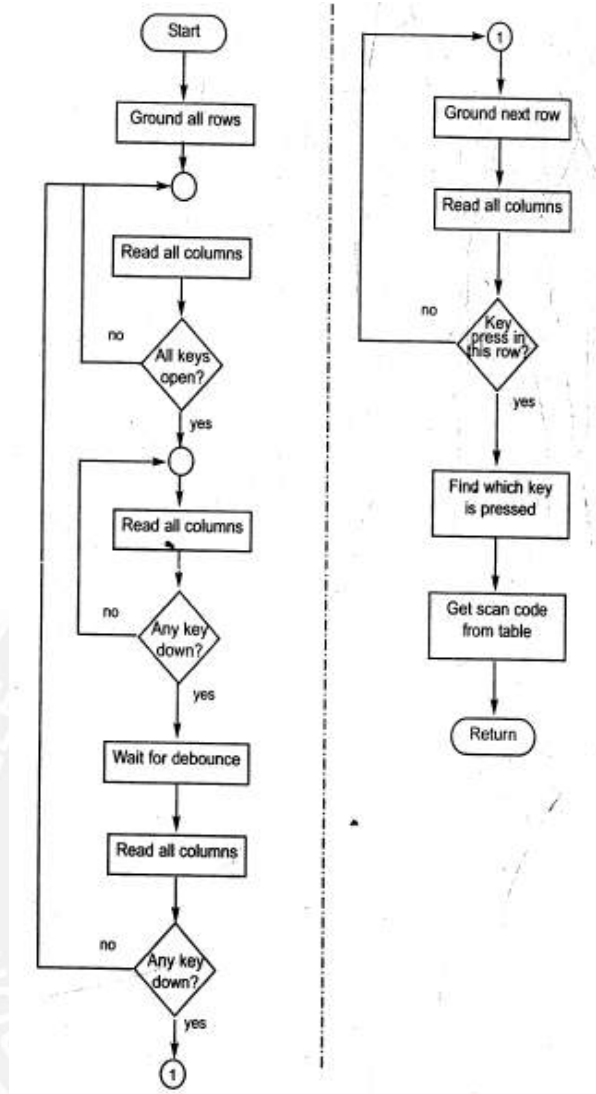 Start
Ground all rows
Read all columns
no
All keys
open?
yes
Read all columns
no
Any key
down?
yes
Wait for debounce
Read all columns
no
Any key
down?
yes
1
1
Ground next row
Read all columns
no
Key
press in
this row?
yes
Find which key
is pressed
Get scan code
from table
Return